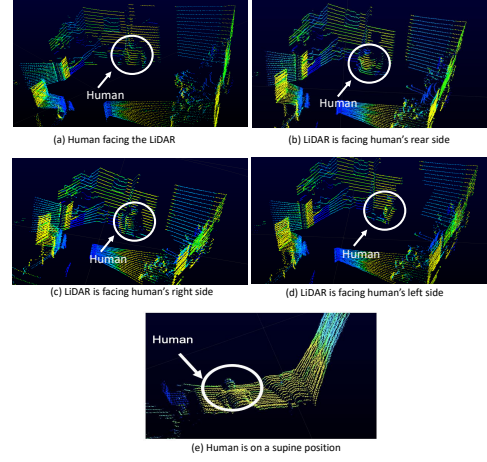 Human
(a) Human facing the LiDAR
Human
(b) LiDAR is facing human's rear side
Human
(c) LiDAR is facing human's right side
Human
(d) LiDAR is facing human's left side
Human
(e) Human is on a supine position